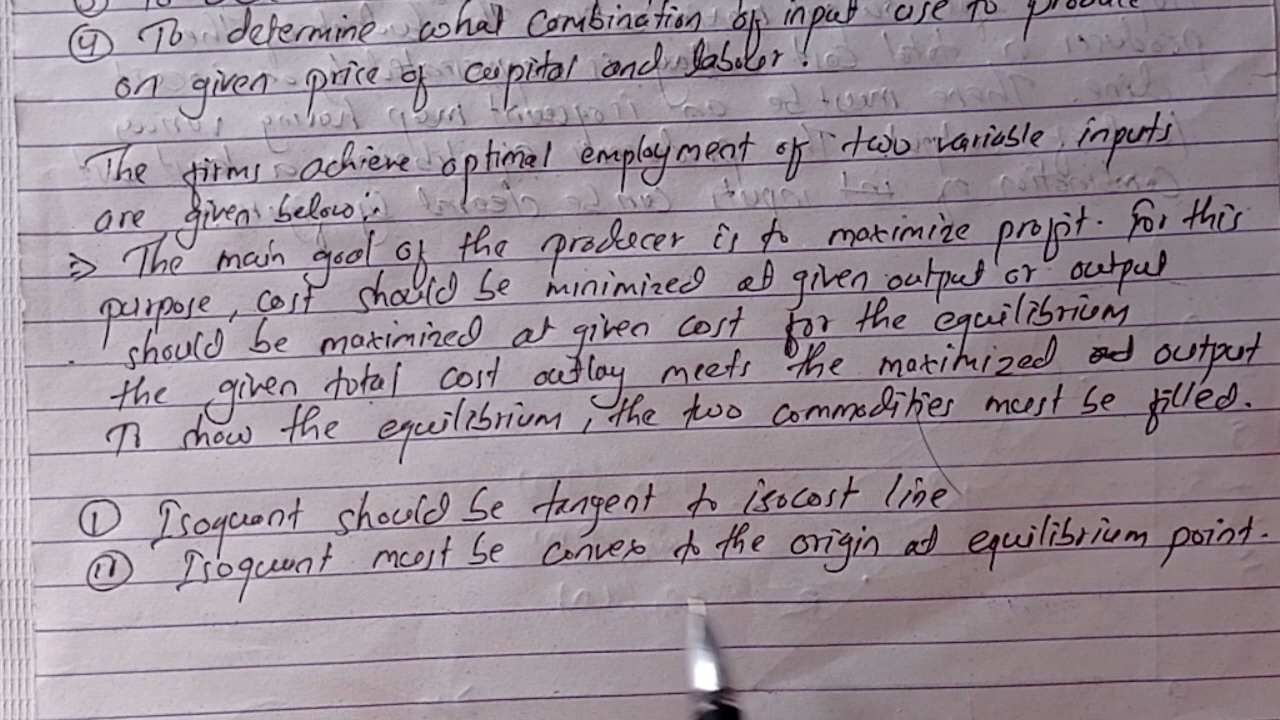 ④ To determine what combination of input use to produce
on given price of capital and labour!
The firms achieve optimal employment of two variable inputs
are given below:
⇒ The main goal of the producer is to maximize profit. For this
purpose, cost should be minimized at given output or output
should be maximized at given cost for the equilibrium
the given total cost outlay meets the maximized output
To show the equilibrium, the two commodities must be filled.
① Isoquant should be tangent to isocost line
⑪ Isoquant must be convex to the origin at equilibrium point.